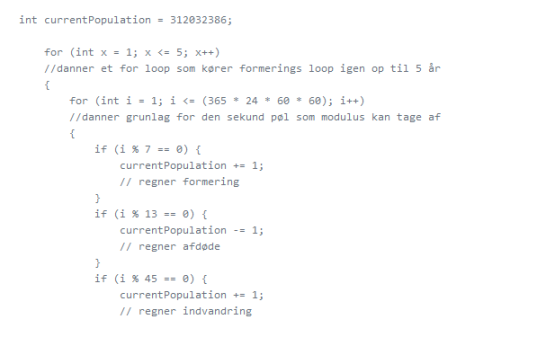 int currentPopulation = 312032386;
for (int x = 1; x <= 5; x++)
//danner et for loop som kører formerings loop igen op til 5 år
{
for (int i = 1; i <= (365 * 24 * 60 * 60); i++)
//danner grunlag for den sekund pøl som modulus kan tage af
{
if (i % 7 == 0) {
currentPopulation += 1;
// regner formering
}
if (i % 13 == 0) {
currentPopulation -= 1;
// regner afdøde
}
if (i % 45 == 0) {
currentPopulation += 1;
// regner indvandring